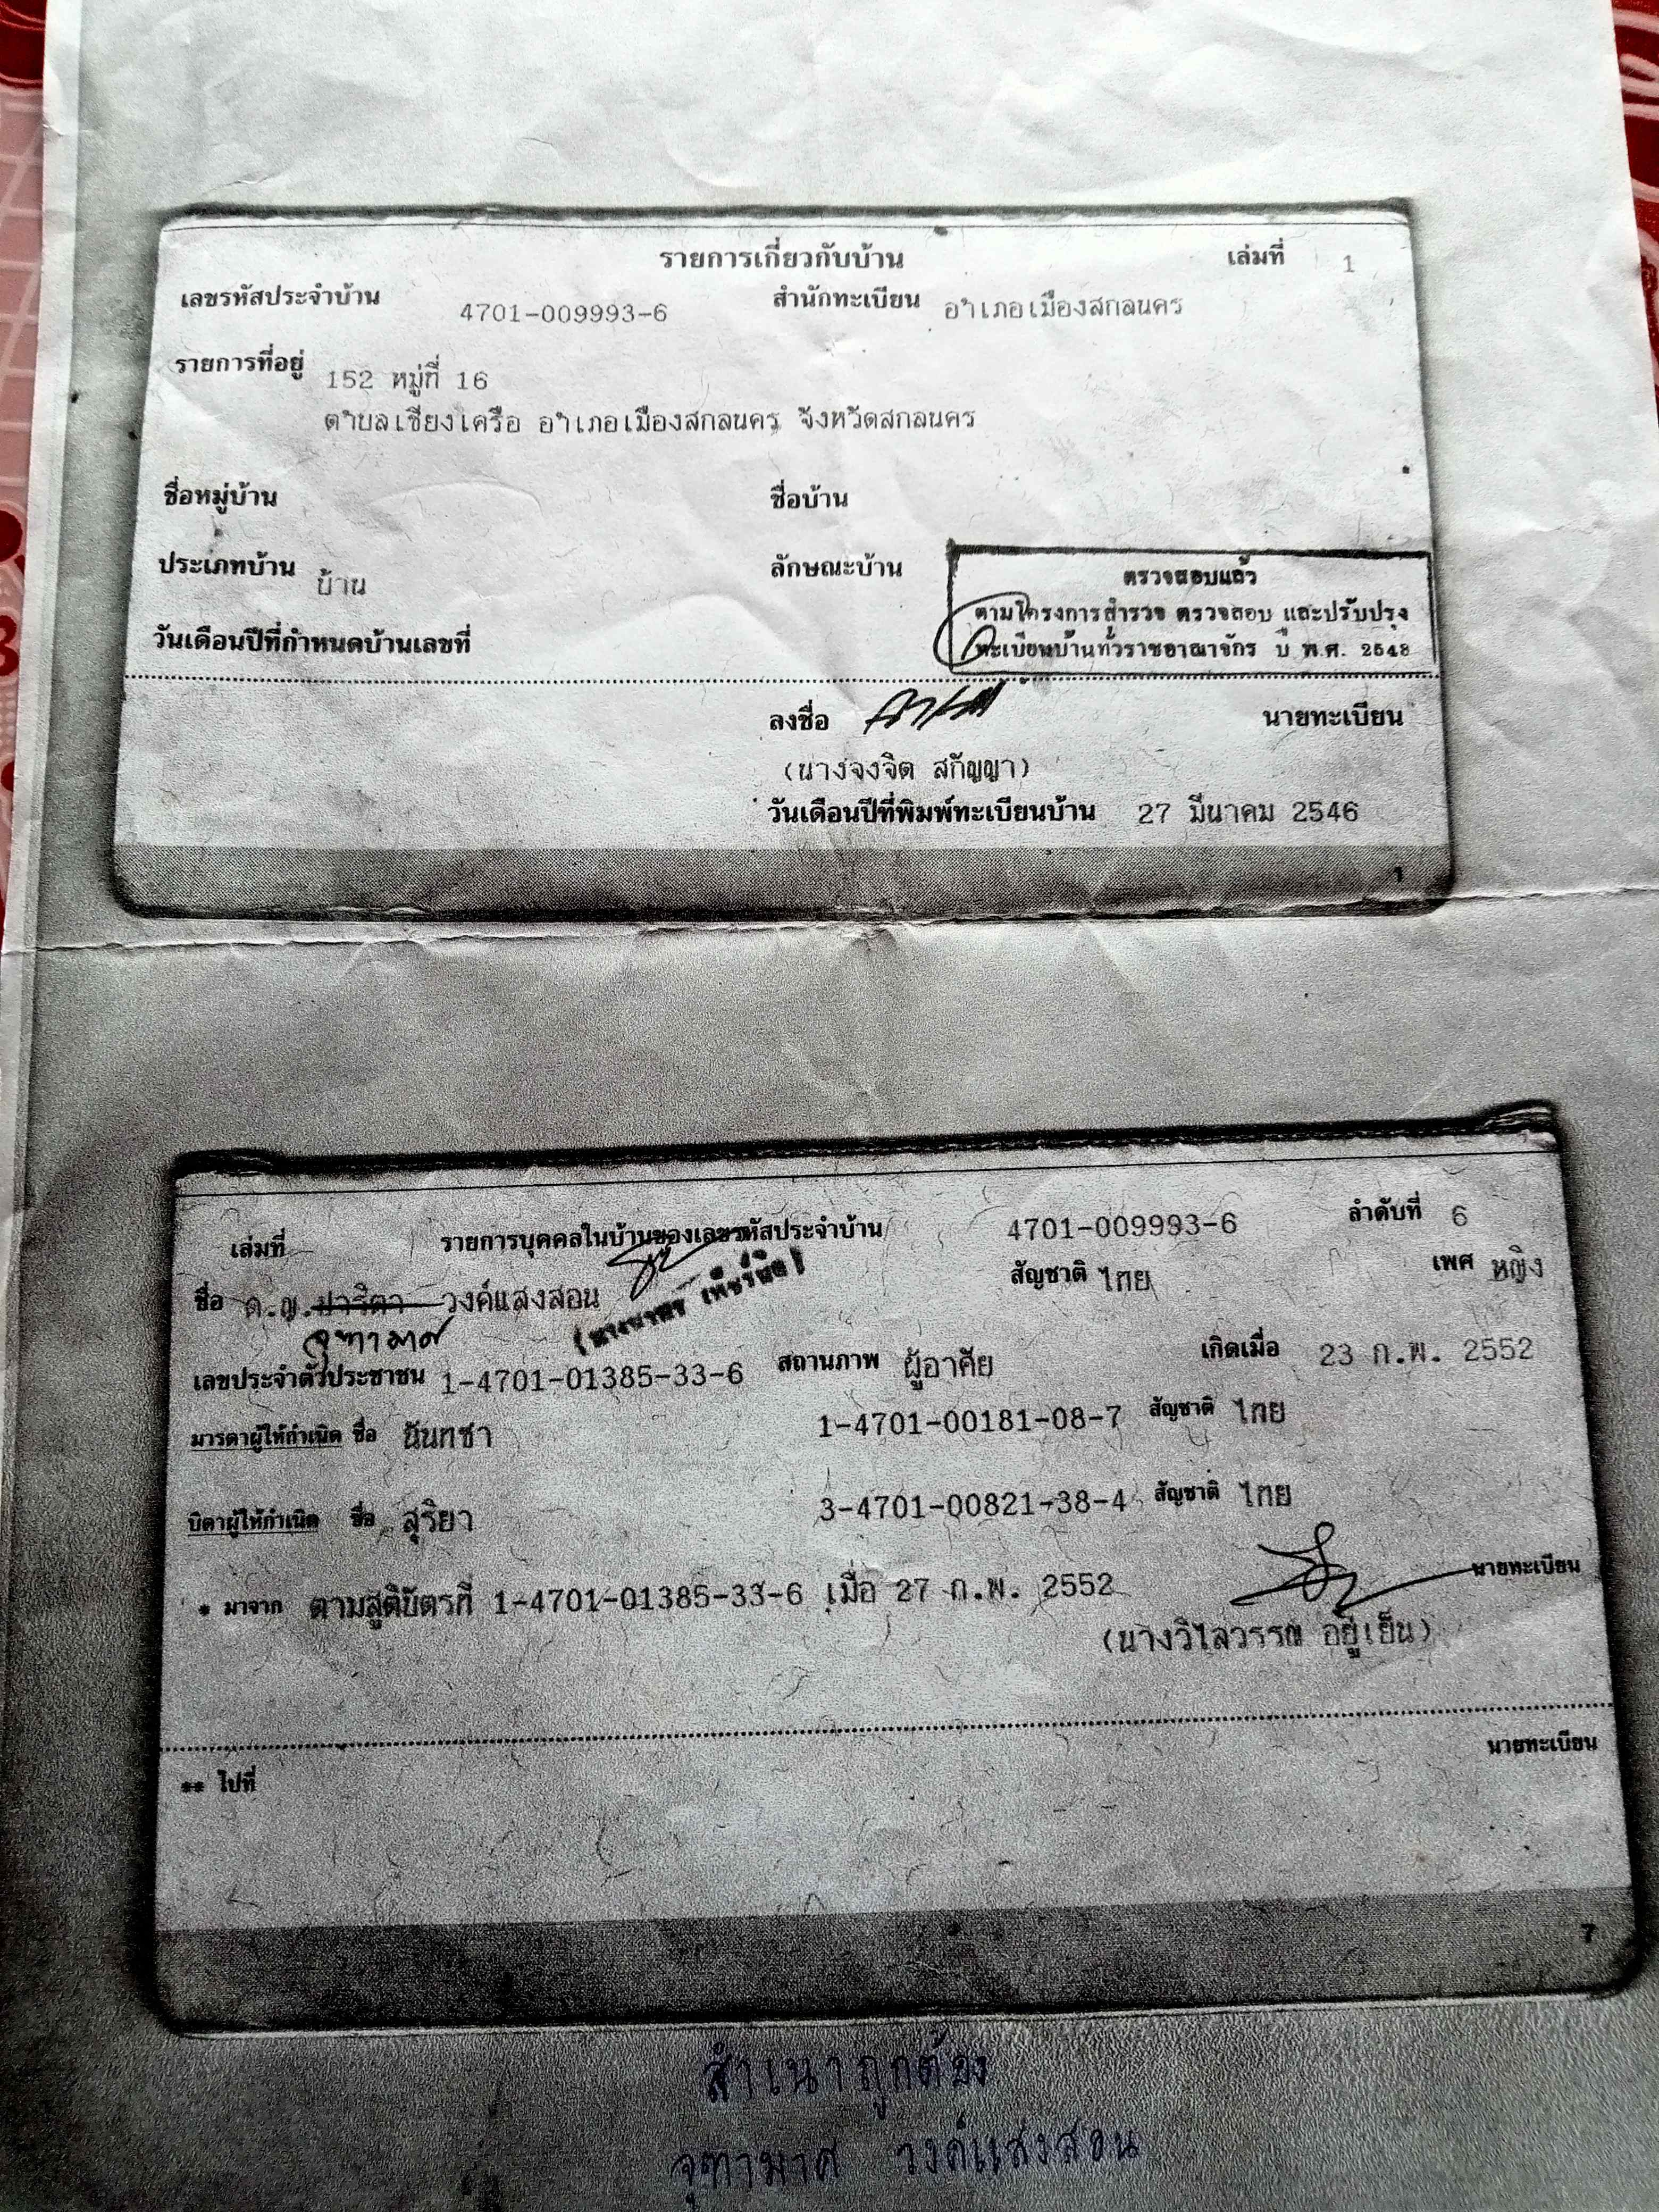 รายการเกี่ยวกับบ้าน เล่มที่ 1
เลขรหัสประจำบ้าน 4701-009993-6 สำนักทะเบียน อำเภอเมืองสกลนคร
รายการที่อยู่ 152 หมู่ที่ 16
ตำบลเชียงเครือ อำเภอเมืองสกลนคร จังหวัดสกลนคร
ชื่อหมู่บ้าน ชื่อบ้าน
ประเภทบ้าน บ้าน ลักษณะบ้าน
ตรวจสอบแล้ว
ตามโครงการสำรวจ ตรวจสอบ และปรับปรุง
ทะเบียนบ้านทั่วราชอาณาจักร ปี พ.ศ. 2548
วันเดือนปีที่กำหนดบ้านเลขที่
ลงชื่อ นายทะเบียน
(นางจงจิต สกัญญา)
วันเดือนปีที่พิมพ์ทะเบียนบ้าน 27 มีนาคม 2546
1
เล่มที่ รายการบุคคลในบ้านของเลขรหัสประจำบ้าน 4701-009993-6 ลำดับที่ 6
ชื่อ ด.ญ. วงค์แสงสอน สัญชาติ ไทย เพศ หญิง
จุฑามาศ
เลขประจำตัวประชาชน 1-4701-01385-33-6 สถานภาพ ผู้อาศัย เกิดเมื่อ 23 ก.พ. 2552
มารดาผู้ให้กำเนิด ชื่อ นันทชา 1-4701-00181-08-7 สัญชาติ ไทย
บิดาผู้ให้กำเนิด ชื่อ สุริยา 3-4701-00821-38-4 สัญชาติ ไทย
* มาจาก ตามสูติบัตรที่ 1-4701-01385-33-6 เมื่อ 27 ก.พ. 2552 นายทะเบียน
(นางวิไลวรรณ อยู่เย็น)
นายทะเบียน
** ไปที่
7
สำเนาถูกต้อง
จุฑามาศ วงค์แสงสอน